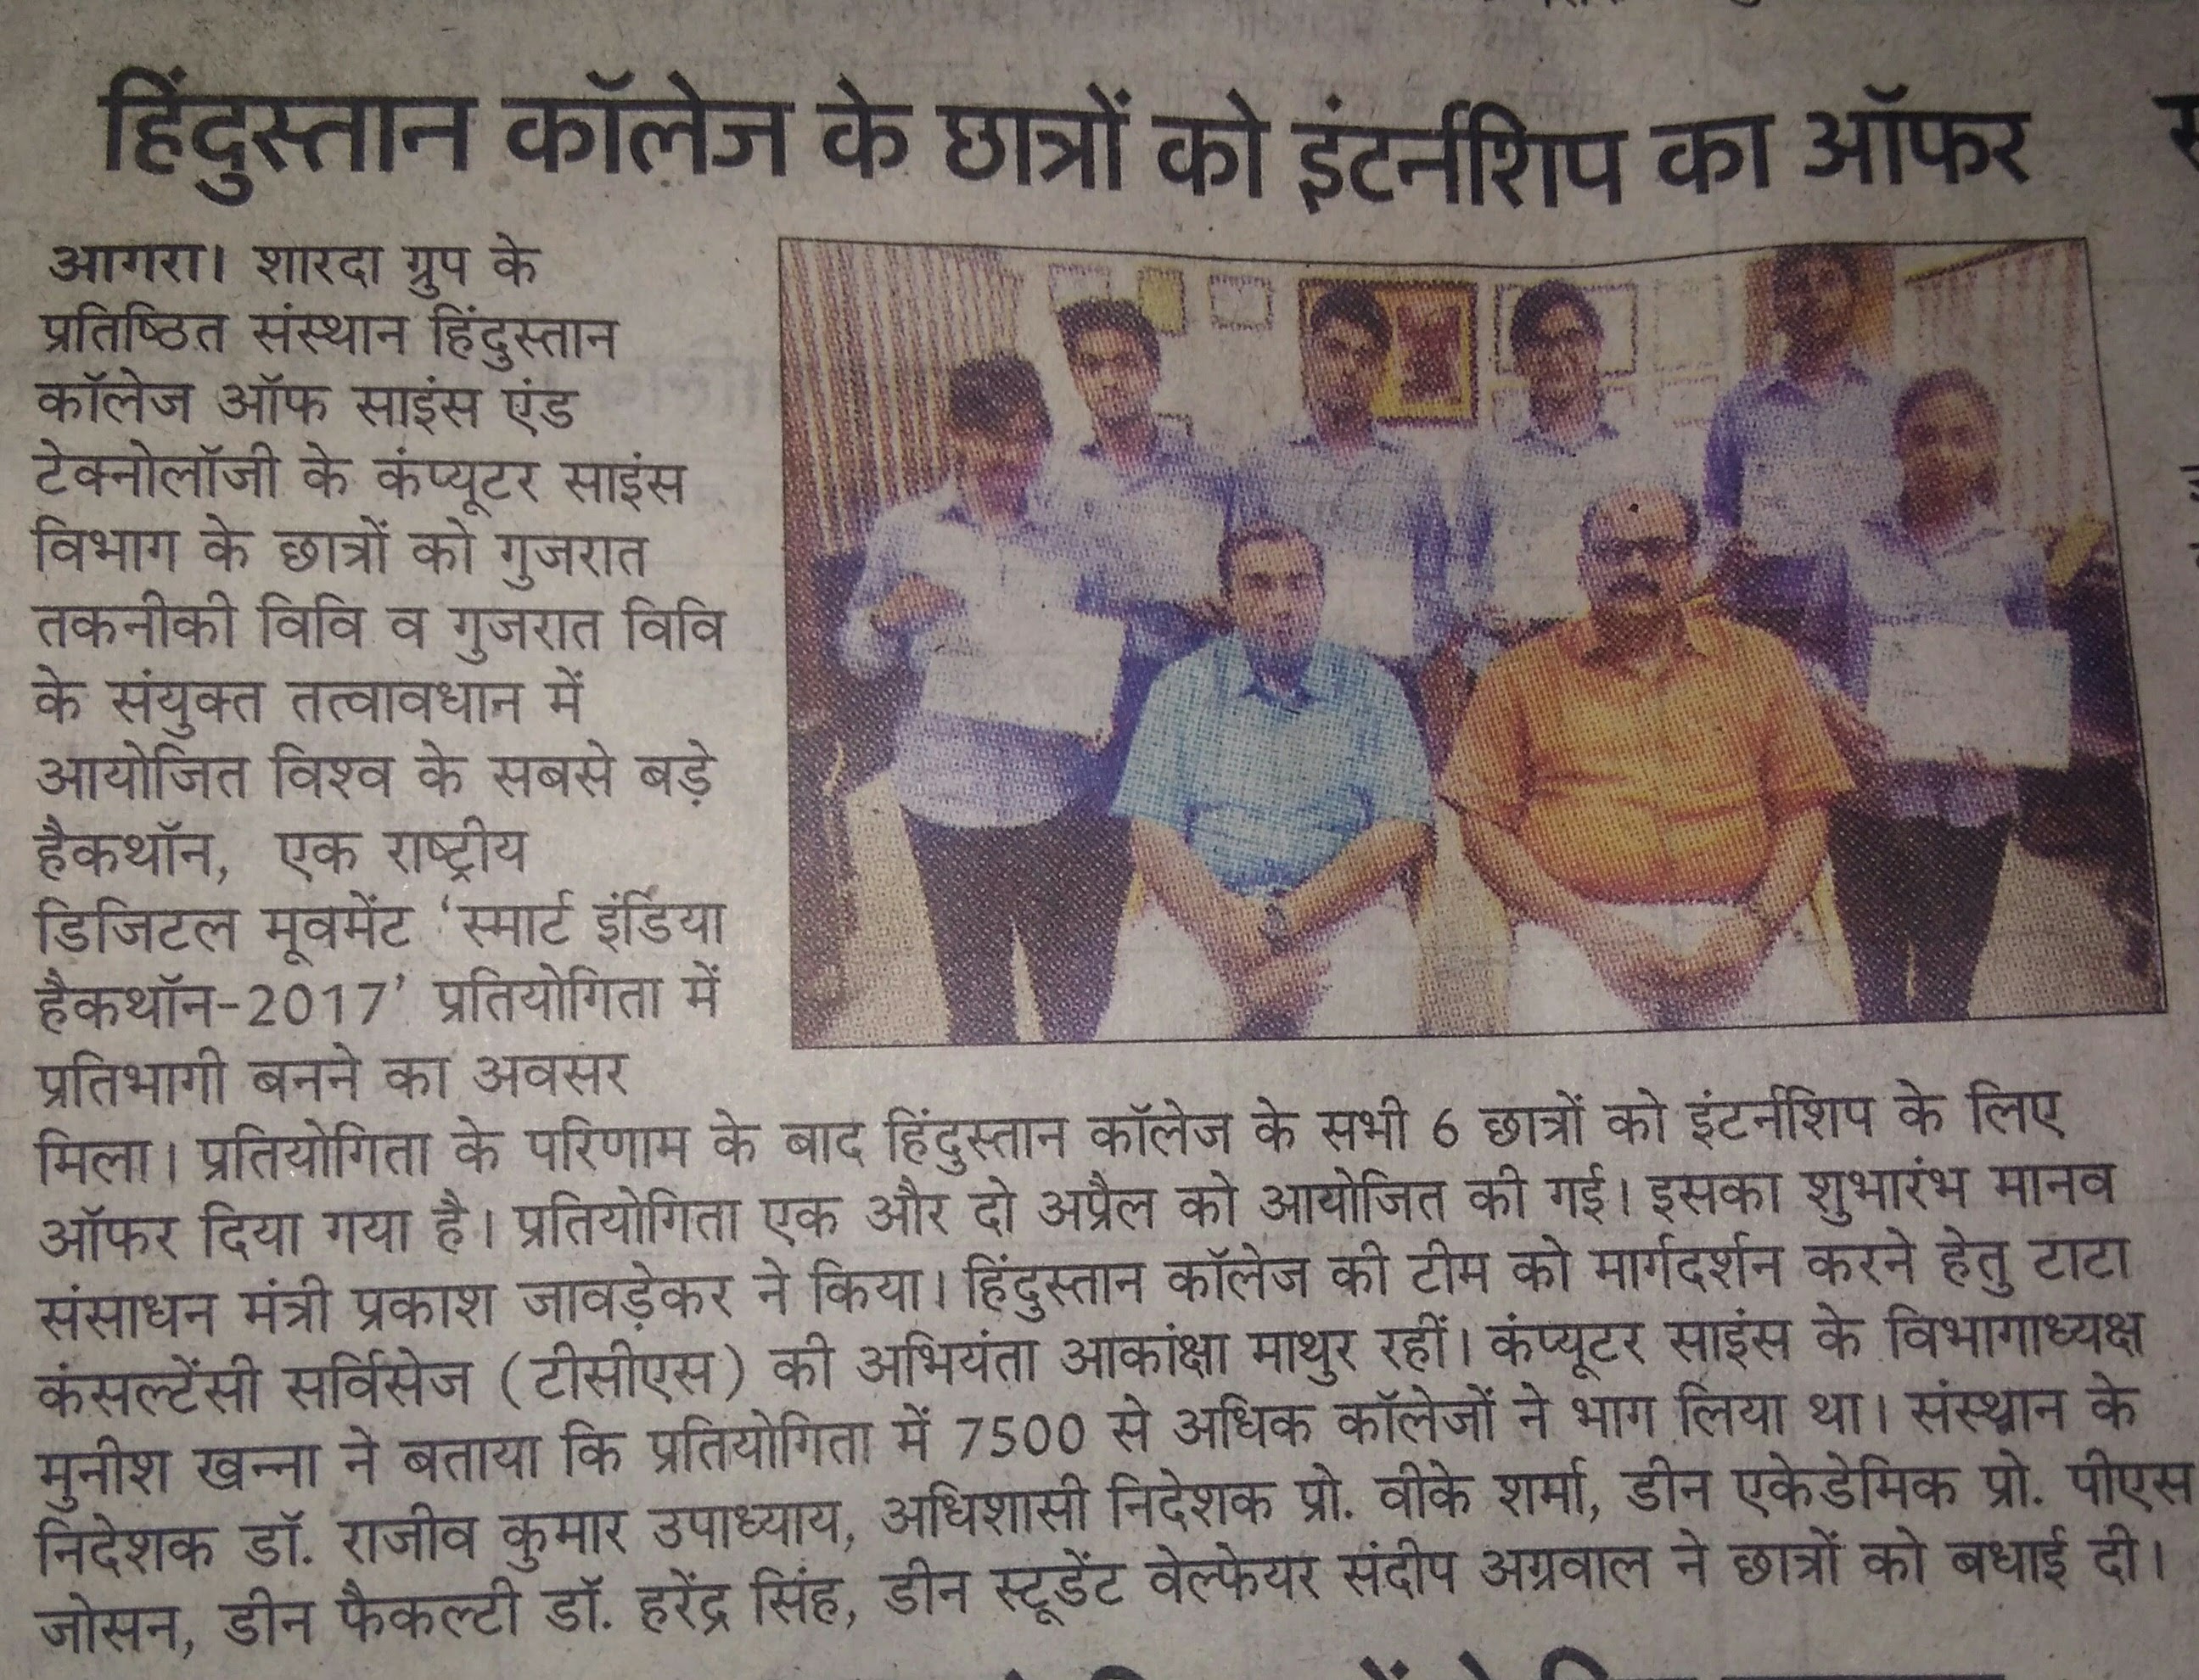 हिंदुस्तान कॉलेज के छात्रों को इंटर्नशिप का ऑफर
आगरा। शारदा ग्रुप के
प्रतिष्ठित संस्थान हिंदुस्तान
कॉलेज ऑफ साइंस एंड
टेक्नोलॉजी के कंप्यूटर साइंस
विभाग के छात्रों को गुजरात
तकनीकी विवि व गुजरात विवि
के संयुक्त तत्वावधान में
आयोजित विश्व के सबसे बड़े
हैकथॉन, एक राष्ट्रीय
डिजिटल मूवमेंट ‘स्मार्ट इंडिया
हैकथॉन-2017’ प्रतियोगिता में
प्रतिभागी बनने का अवसर
मिला। प्रतियोगिता के परिणाम के बाद हिंदुस्तान कॉलेज के सभी 6 छात्रों को इंटर्नशिप के लिए
ऑफर दिया गया है। प्रतियोगिता एक और दो अप्रैल को आयोजित की गई। इसका शुभारंभ मानव
संसाधन मंत्री प्रकाश जावड़ेकर ने किया। हिंदुस्तान कॉलेज की टीम को मार्गदर्शन करने हेतु टाटा
कंसल्टेंसी सर्विसेज (टीसीएस) की अभियंता आकांक्षा माथुर रहीं। कंप्यूटर साइंस के विभागाध्यक्ष
मुनीश खन्ना ने बताया कि प्रतियोगिता में 7500 से अधिक कॉलेजों ने भाग लिया था। संस्थान के
निदेशक डॉ. राजीव कुमार उपाध्याय, अधिशासी निदेशक प्रो. वीके शर्मा, डीन एकेडेमिक प्रो. पीएस
जोसन, डीन फैकल्टी डॉ. हरेंद्र सिंह, डीन स्टूडेंट वेल्फेयर संदीप अग्रवाल ने छात्रों को बधाई दी।